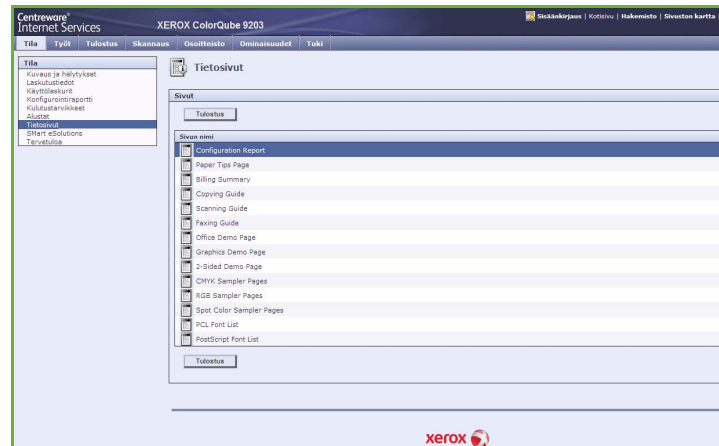 Centreware®
Internet Services
XEROX ColorQube 9203
Sisäänkirjaus | Kotisivu | Hakemisto | Sivuston kartta
Tila Työt Tulostus Skannaus Osoitteisto Ominaisuudet Tuki
Tila
Kuvaus ja hälytykset
Laskutustiedot
Käyttölaskurit
Konfigurointiraportti
Kulutustarvikkeet
Alustat
Tietosivut
SMart eSolutions
Tervetuloa
Tietosivut
Sivut
Tulostus
Sivun nimi
Configuration Report
Paper Tips Page
Billing Summary
Copying Guide
Scanning Guide
Faxing Guide
Office Demo Page
Graphics Demo Page
2-Sided Demo Page
CMYK Sampler Pages
RGB Sampler Pages
Spot Color Sampler Pages
PCL Font List
PostScript Font List
Tulostus
xerox